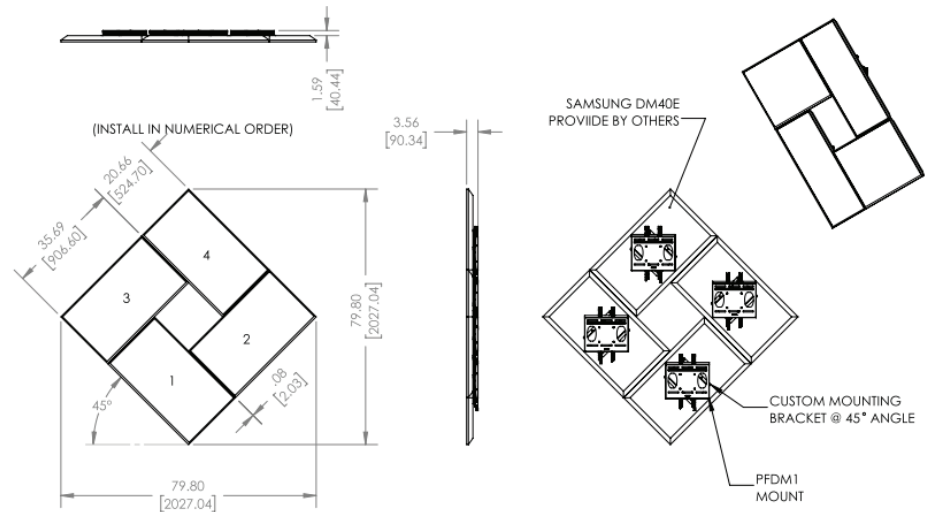 1.59
[40.44]
(INSTALL IN NUMERICAL ORDER)
20.66
[524.70]
35.69
[906.60]
3
4
1
2
45°
.08
[2.03]
79.80
[2027.04]
79.80
[2027.04]
3.56
[90.34]
SAMSUNG DM40E
PROVIIDE BY OTHERS
CUSTOM MOUNTING
BRACKET @ 45° ANGLE
PFDM1
MOUNT